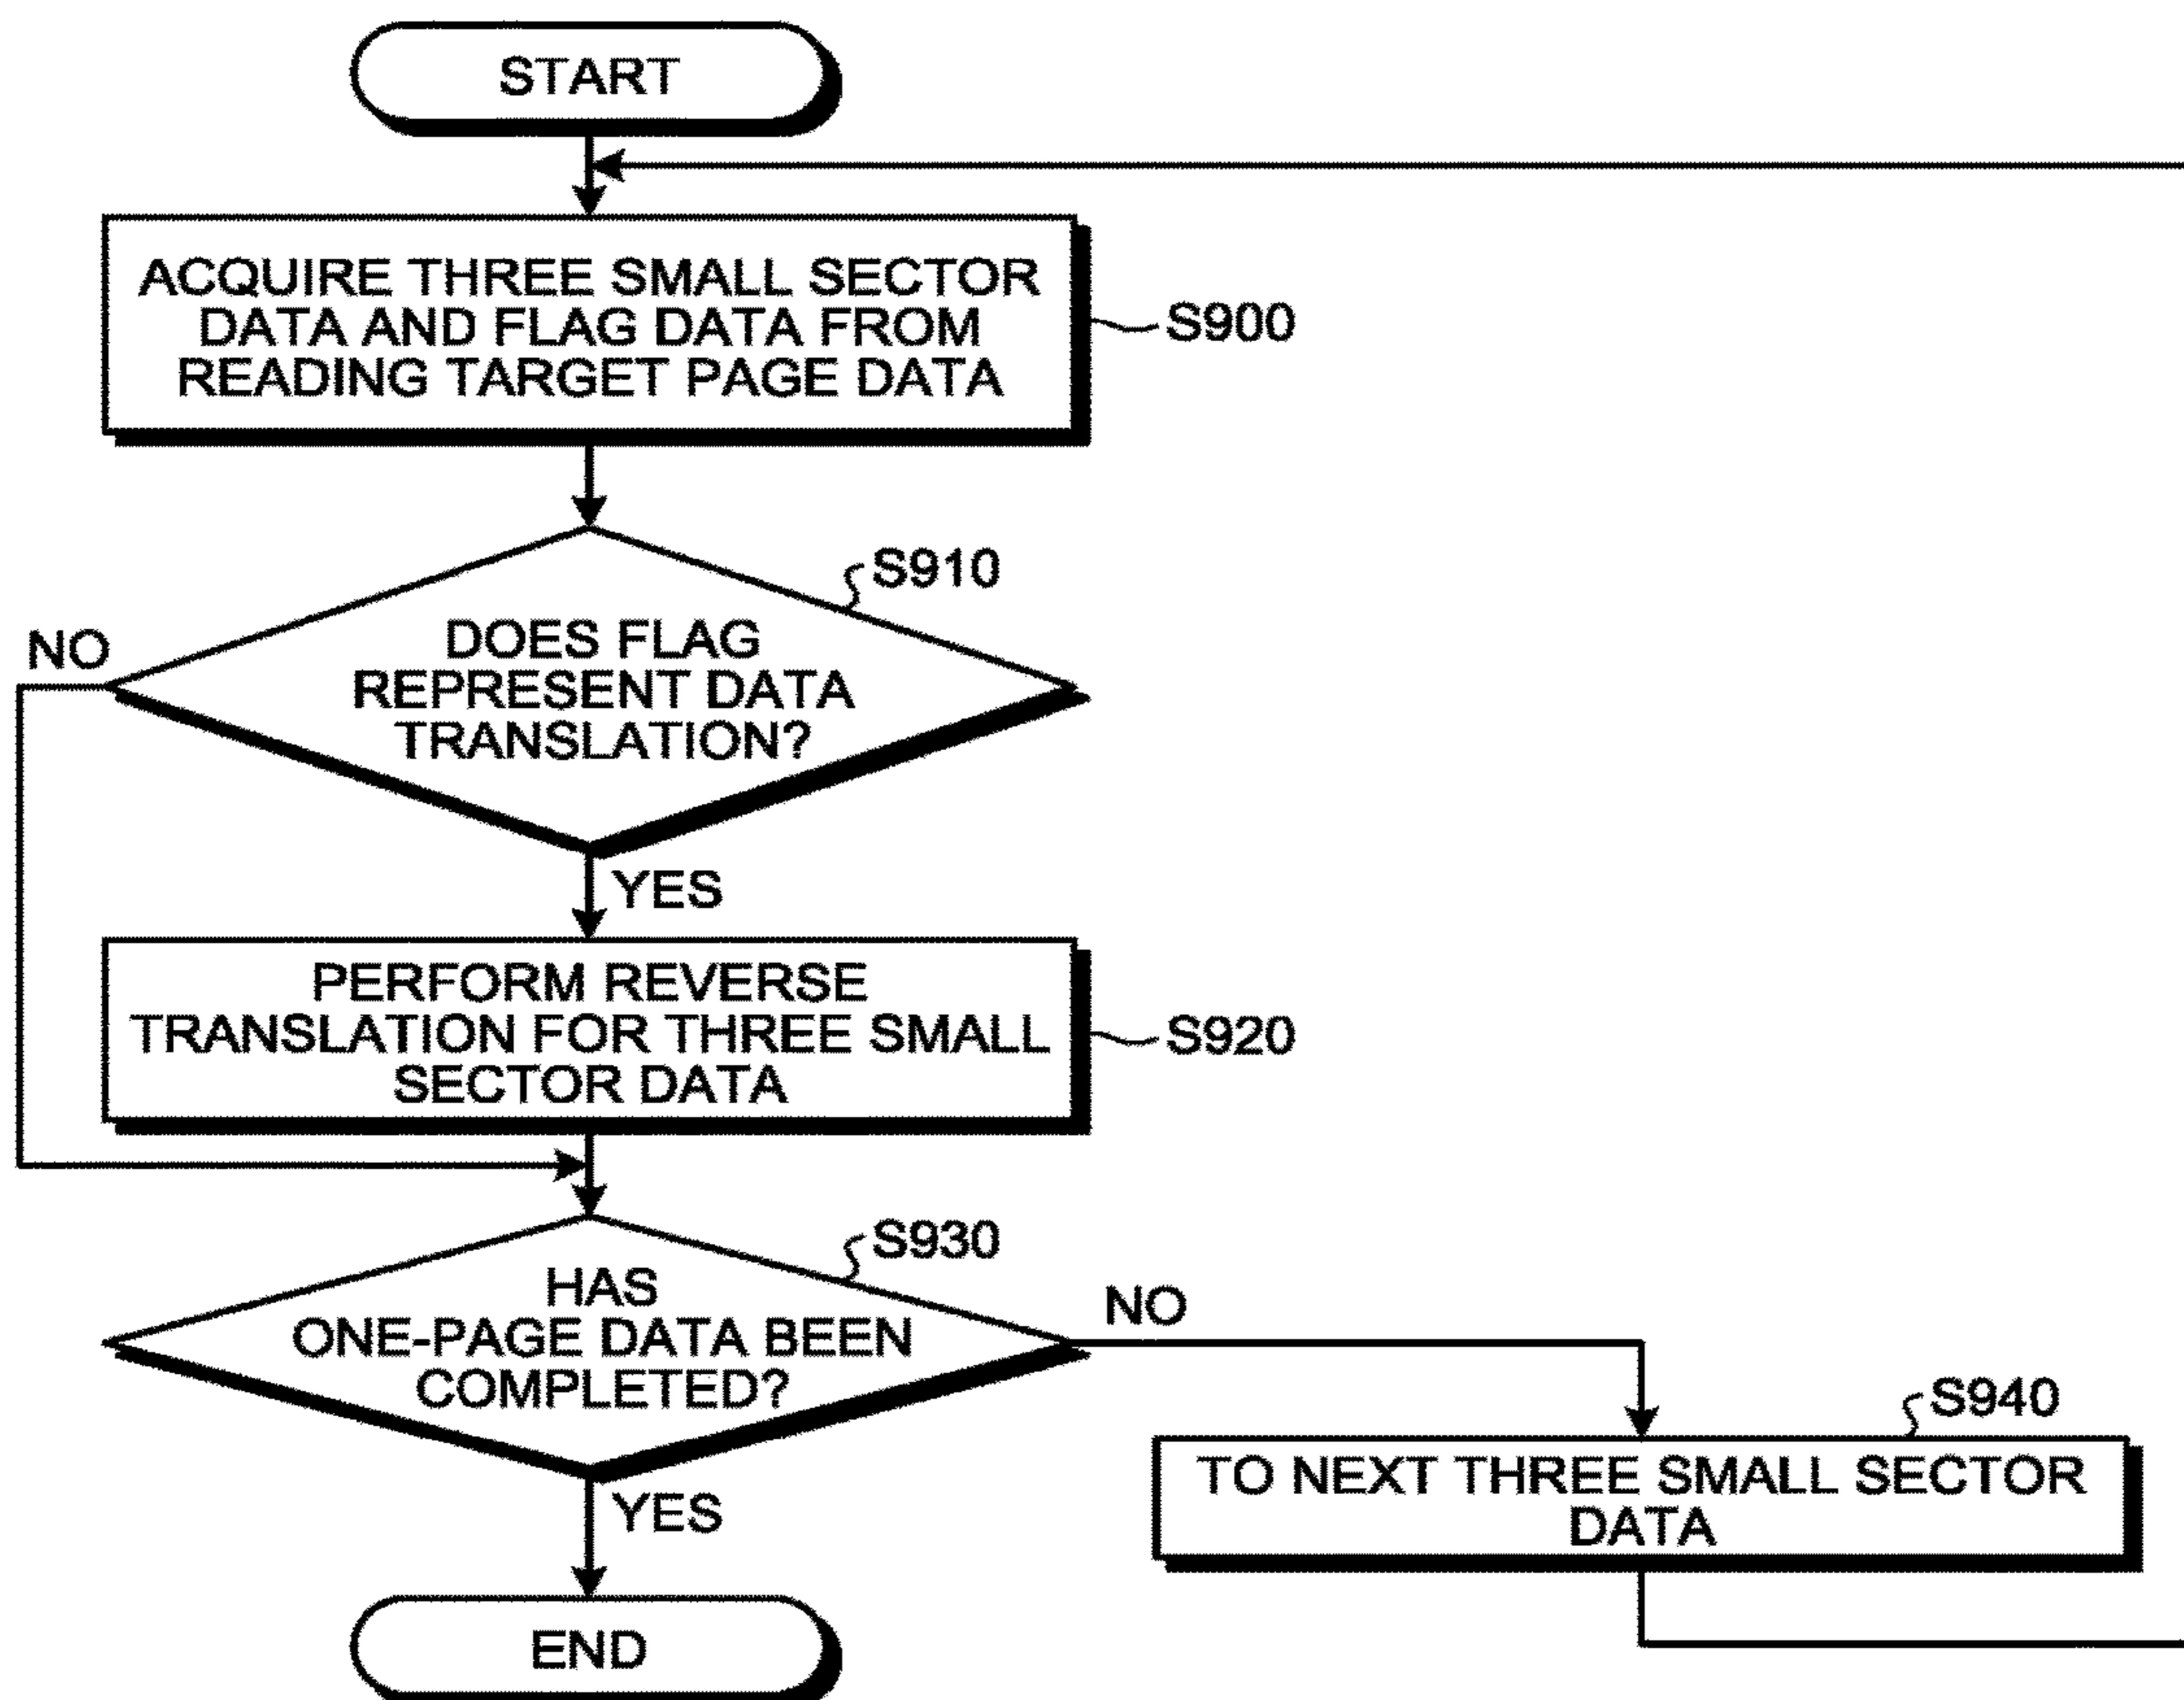 START
ACQUIRE THREE SMALL SECTOR
DATA AND FLAG DATA FROM
READING TARGET PAGE DATA
S900
S910
NO
DOES FLAG
REPRESENT DATA
TRANSLATION?
YES
PERFORM REVERSE
TRANSLATION FOR THREE SMALL
SECTOR DATA
S920
S930
HAS
ONE-PAGE DATA BEEN
COMPLETED?
NO
S940
TO NEXT THREE SMALL SECTOR
DATA
YES
END